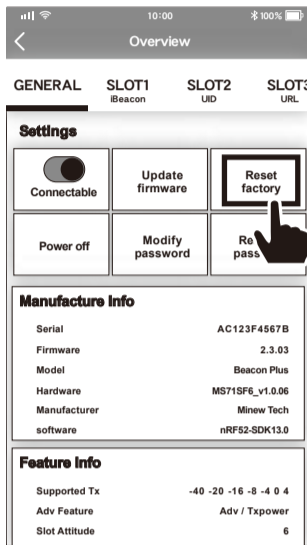 10:00
100%
Overview
GENERAL SLOT1 SLOT2 SLOT3
iBeacon UID URL
Settings
Connectable
Update firmware
Reset factory
Power off
Modify password
Manufacture Info
Serial AC123F4567B
Firmware 2.3.03
Model Beacon Plus
Hardware MS71SF6_v1.0.06
Manufacturer Minew Tech
software nRF52-SDK13.0
Feature Info
Supported Tx -40 -20 -16 -8 -4 0 4
Adv Feature Adv / Txpower
Slot Attitude 6